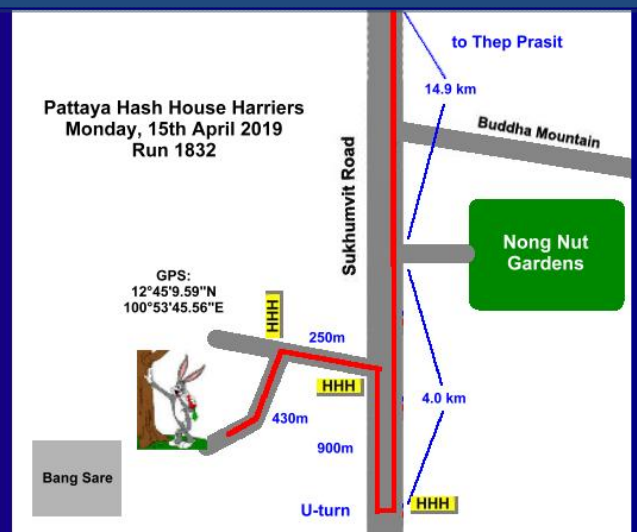 to Thep Prasit
14.9 km
Pattaya Hash House Harriers
Monday, 15th April 2019
Run 1832
Buddha Mountain
Sukhumvit Road
Nong Nut
Gardens
GPS:
12°45'9.59"N
100°53'45.56"E
HHH
250m
HHH
4.0 km
430m
900m
Bang Sare
U-turn
HHH